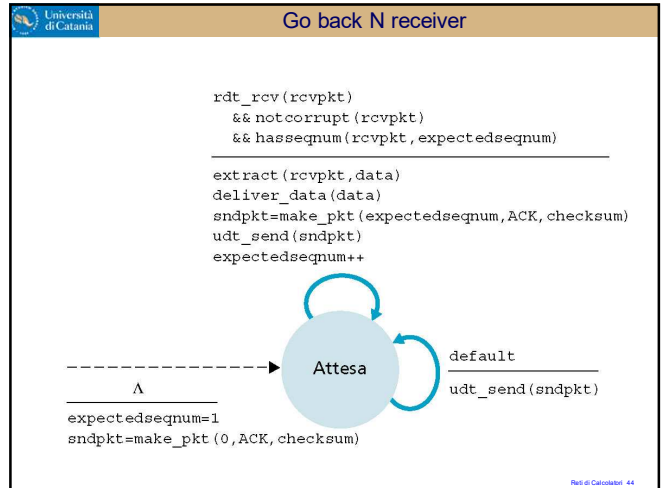 Università
di Catania
Go back N receiver
rdt_rcv(rcvpkt)
&& notcorrupt(rcvpkt)
&& hasseqnum(rcvpkt,expectedseqnum)
extract(rcvpkt,data)
deliver_data(data)
sndpkt=make_pkt(expectedseqnum,ACK,checksum)
udt_send(sndpkt)
expectedseqnum++
Attesa
default
udt_send(sndpkt)
Λ
expectedseqnum=1
sndpkt=make_pkt(0,ACK,checksum)
Reti di Calcolatori 44